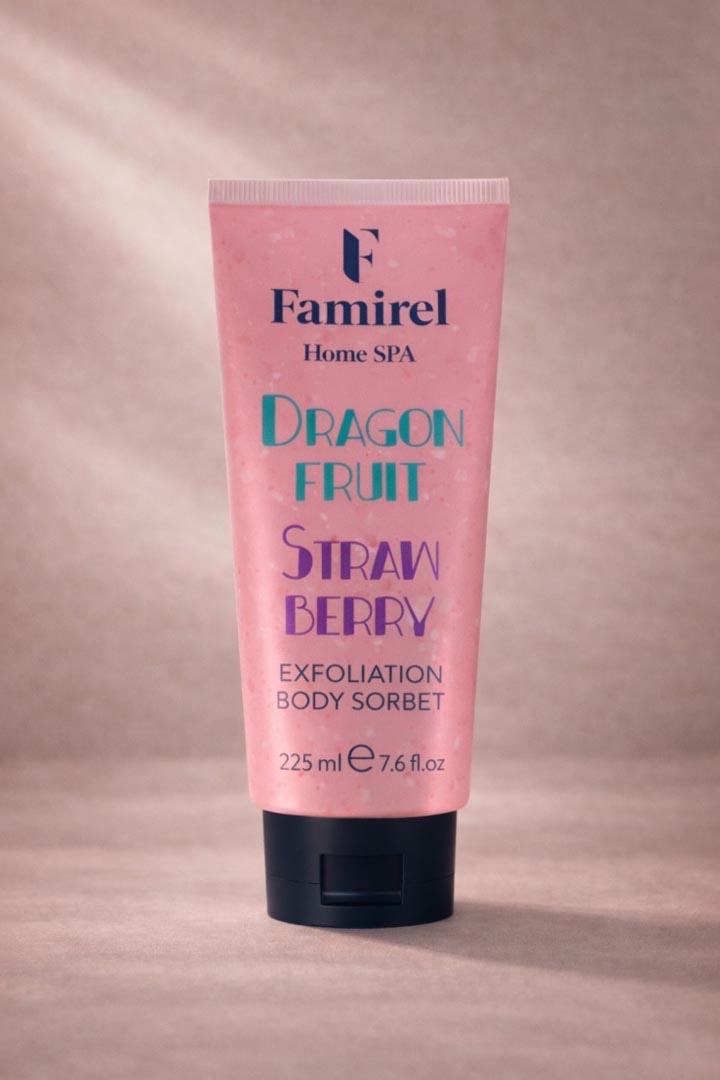 F
Famirel
Home SPA
DRAGON
FRUIT
STRAW
BERRY
EXFOLIATION
BODY SORBET
225 ml ℮ 7.6 fl.oz